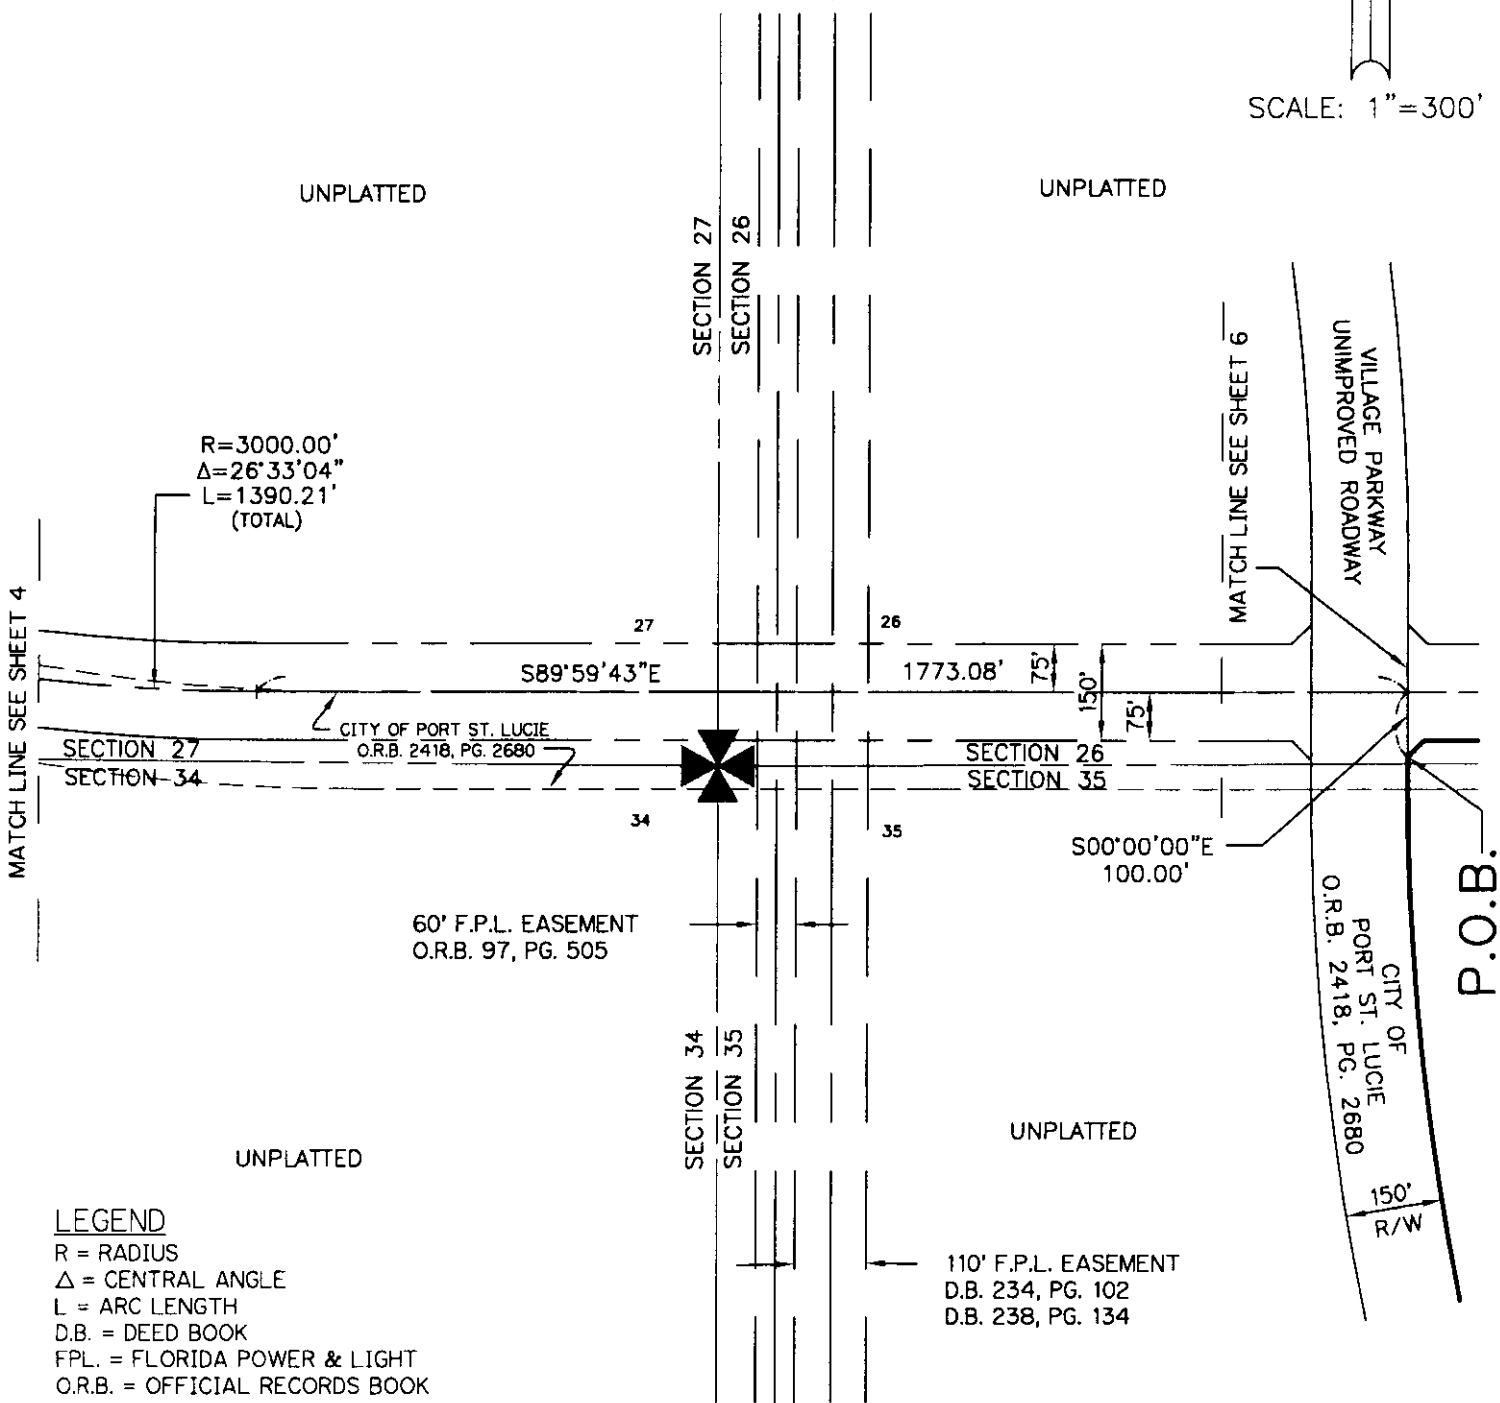 SCALE: 1"=300'
UNPLATTED
UNPLATTED
SECTION 27
SECTION 26
MATCH LINE SEE SHEET 6
VILLAGE PARKWAY
UNIMPROVED ROADWAY
R=3000.00'
Δ=26°33'04"
L=1390.21'
(TOTAL)
MATCH LINE SEE SHEET 4
27
26
S89°59'43"E
1773.08'
75'
150'
75'
CITY OF PORT ST. LUCIE
O.R.B. 2418, PG. 2680
SECTION 27
SECTION 34
SECTION 26
SECTION 35
34
35
S00°00'00"E
100.00'
P.O.B.
60' F.P.L. EASEMENT
O.R.B. 97, PG. 505
CITY OF
PORT ST. LUCIE
O.R.B. 2418, PG. 2680
SECTION 34
SECTION 35
UNPLATTED
UNPLATTED
150'
R/W
110' F.P.L. EASEMENT
D.B. 234, PG. 102
D.B. 238, PG. 134
LEGEND
R = RADIUS
Δ = CENTRAL ANGLE
L = ARC LENGTH
D.B. = DEED BOOK
FPL. = FLORIDA POWER & LIGHT
O.R.B. = OFFICIAL RECORDS BOOK